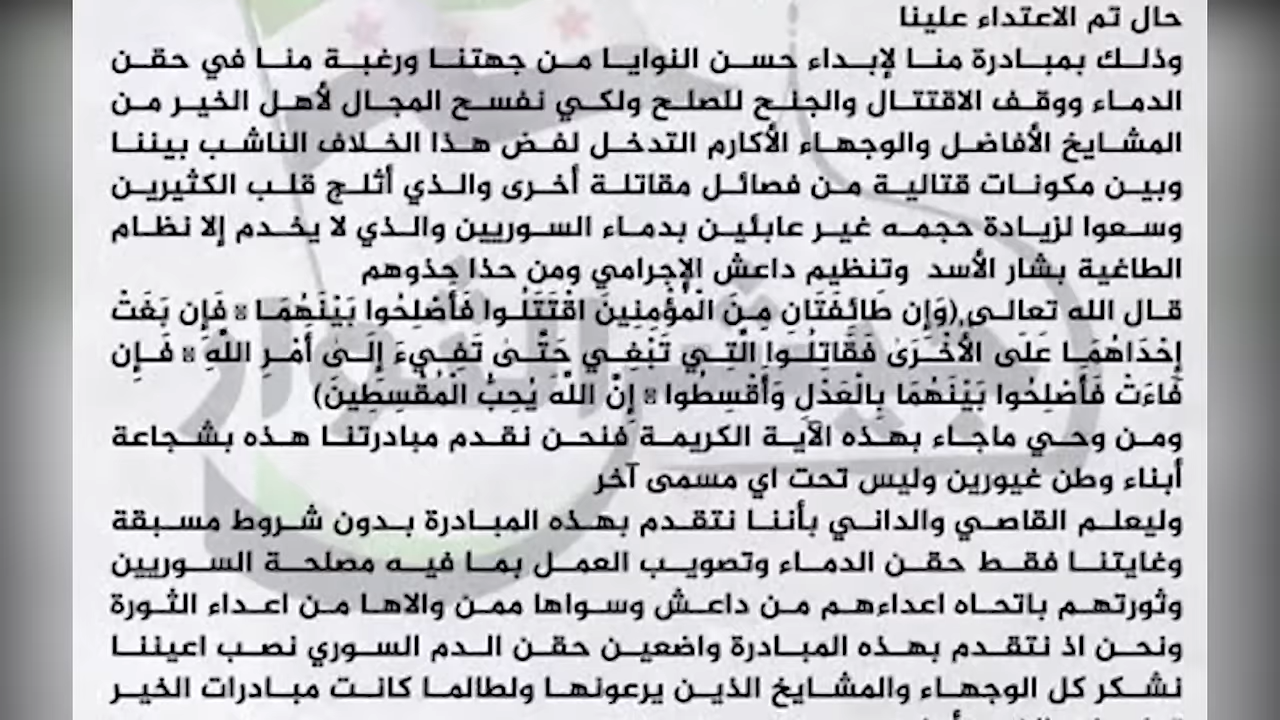 حال تم الاعتداء علينا
وذلك بمبادرة منا لإبداء حسن النوايا من جهتنا ورغبة منا في حقن
الدماء ووقف الاقتتال والجنح للصلح ولكي نفسح المجال لأهل الخير من
المشايخ الأفاضل والوجهاء الأكارم التدخل لفض هذا الخلاف الناشب بيننا
وبين مكونات قتالية من فصائل مقاتلة أخرى والذي أثلج قلب الكثيرين
وسعوا لزيادة حجمه غير عابئين بدماء السوريين والذي لا يخدم إلا نظام
الطاغية بشار الأسد وتنظيم داعش الإجرامي ومن حذا حذوهم
قال الله تعالى (وَإِن طَائِفَتَانِ مِنَ الْمُؤْمِنِينَ اقْتَتَلُوا فَأَصْلِحُوا بَيْنَهُمَا ۖ فَإِن بَغَتْ
إِحْدَاهُمَا عَلَى الْأُخْرَىٰ فَقَاتِلُوا الَّتِي تَبْغِي حَتَّىٰ تَفِيءَ إِلَىٰ أَمْرِ اللَّهِ ۚ فَإِن
فَاءَتْ فَأَصْلِحُوا بَيْنَهُمَا بِالْعَدْلِ وَأَقْسِطُوا ۖ إِنَّ اللَّهَ يُحِبُّ الْمُقْسِطِينَ)
ومن وحي ماجاء بهذه الآية الكريمة فنحن نقدم مبادرتنا هذه بشجاعة
أبناء وطن غيورين وليس تحت اي مسمى آخر
وليعلم القاصي والداني بأننا نتقدم بهذه المبادرة بدون شروط مسبقة
وغايتنا فقط حقن الدماء وتصويب العمل بما فيه مصلحة السوريين
وثورتهم باتجاه اعداءهم من داعش وسواها ممن والاها من اعداء الثورة
ونحن اذ نتقدم بهذه المبادرة واضعين حقن الدم السوري نصب اعيننا
نشكر كل الوجهاء والمشايخ الذين يرعونها ولطالما كانت مبادرات الخير